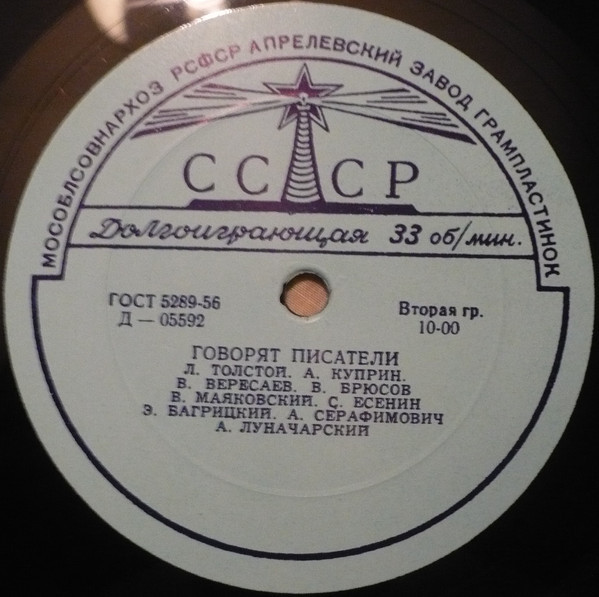 МОСОБЛСОВНАРХОЗ РСФСР АПРЕЛЕВСКИЙ ЗАВОД ГРАМПЛАСТИНОК
СССР
Долгоиграющая 33 об/мин.
ГОСТ 5289-56
Д — 05592
Вторая гр.
10-00
ГОВОРЯТ ПИСАТЕЛИ
Л. ТОЛСТОЙ. А. КУПРИН.
В. ВЕРЕСАЕВ. В. БРЮСОВ
В. МАЯКОВСКИЙ. С. ЕСЕНИН
Э. БАГРИЦКИЙ. А. СЕРАФИМОВИЧ
А. ЛУНАЧАРСКИЙ